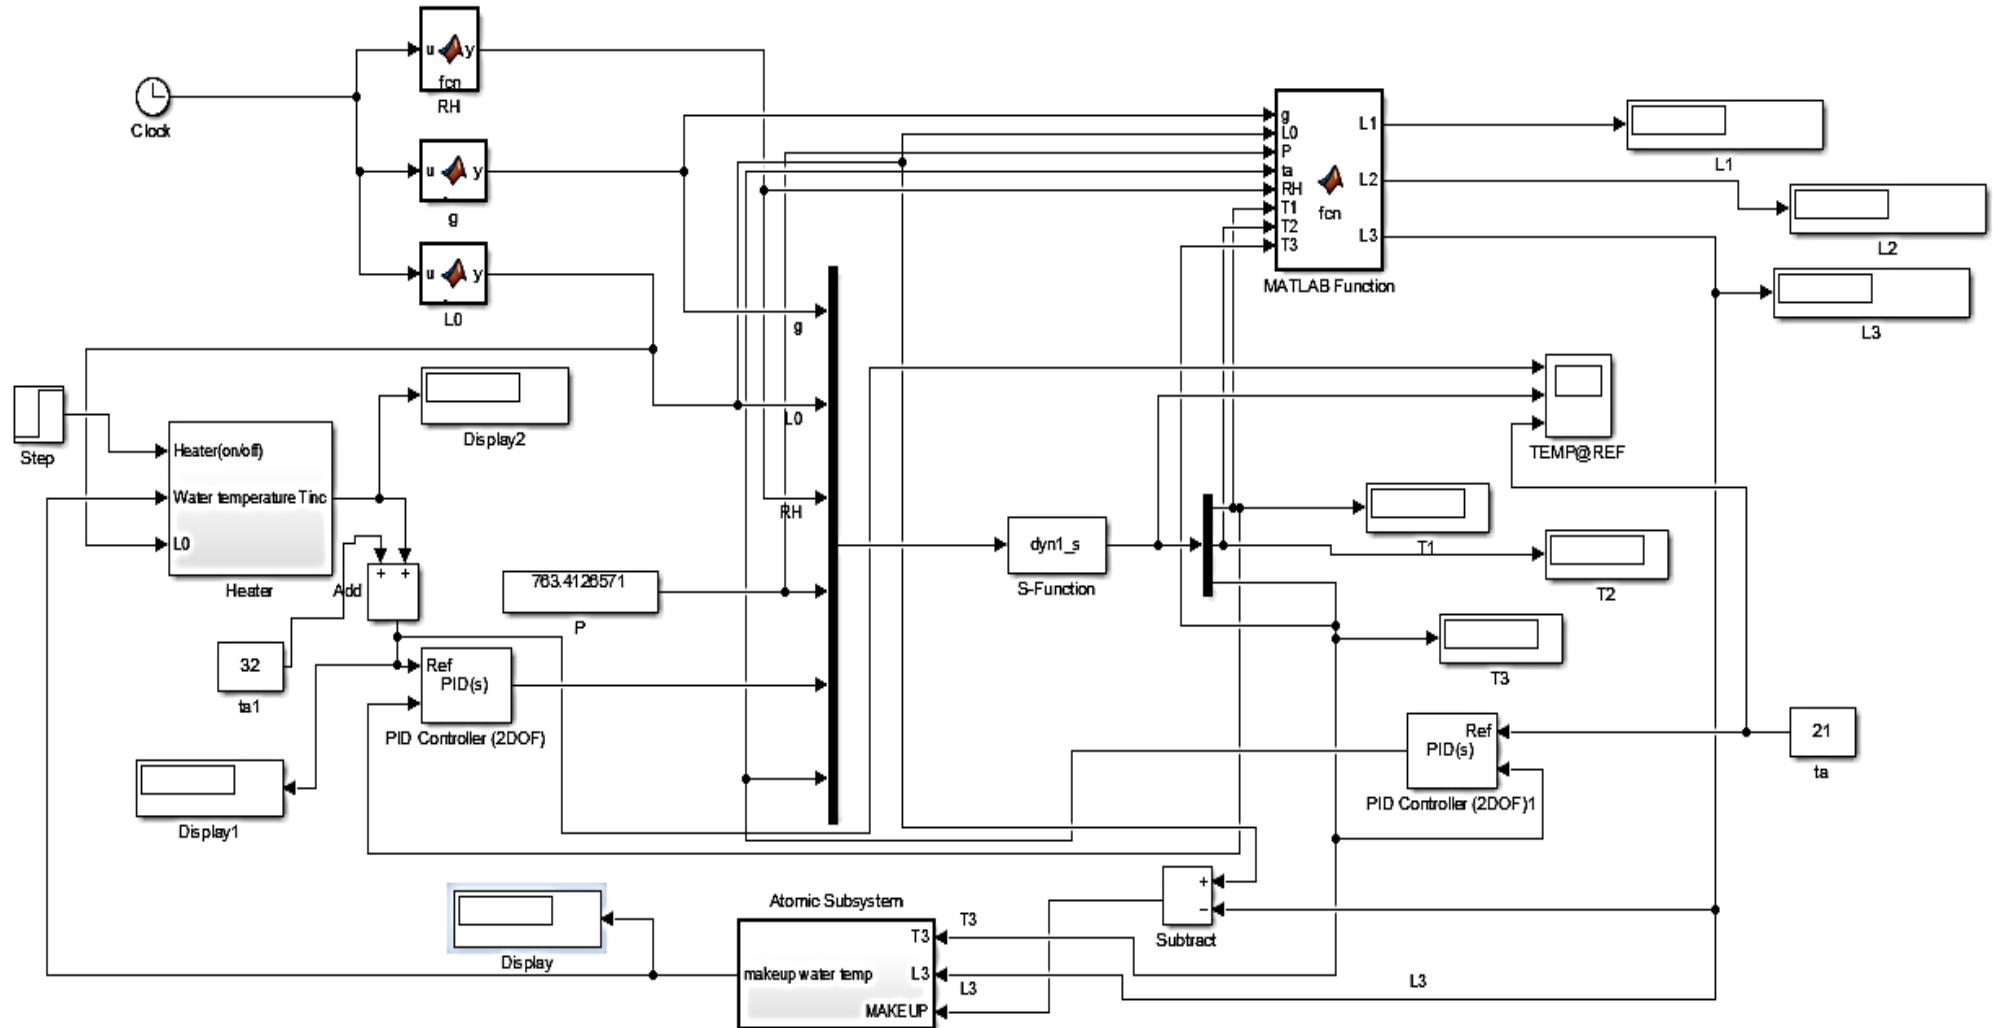 u y
fcn
RH
Clock
u y
g
u y
L0
g
L0
P
ta
RH
T1
T2
T3
fcn
L1
L2
L3
MATLAB Function
L1
L2
L3
g
L0
RH
Step
Heater(on/off)
Water temperature Tinc
L0
Heater
Display2
Add
+ +
32
ta1
Ref
PID(s)
PID Controller (2DOF)
Display1
763.4126571
P
dyn1_s
S-Function
TEMP@REF
T1
T2
T3
Ref
PID(s)
PID Controller (2DOF)1
21
ta
+
−
Subtract
Display
Atomic Subsystem
T3
makeup water temp
L3
MAKEUP
T3
L3
L3